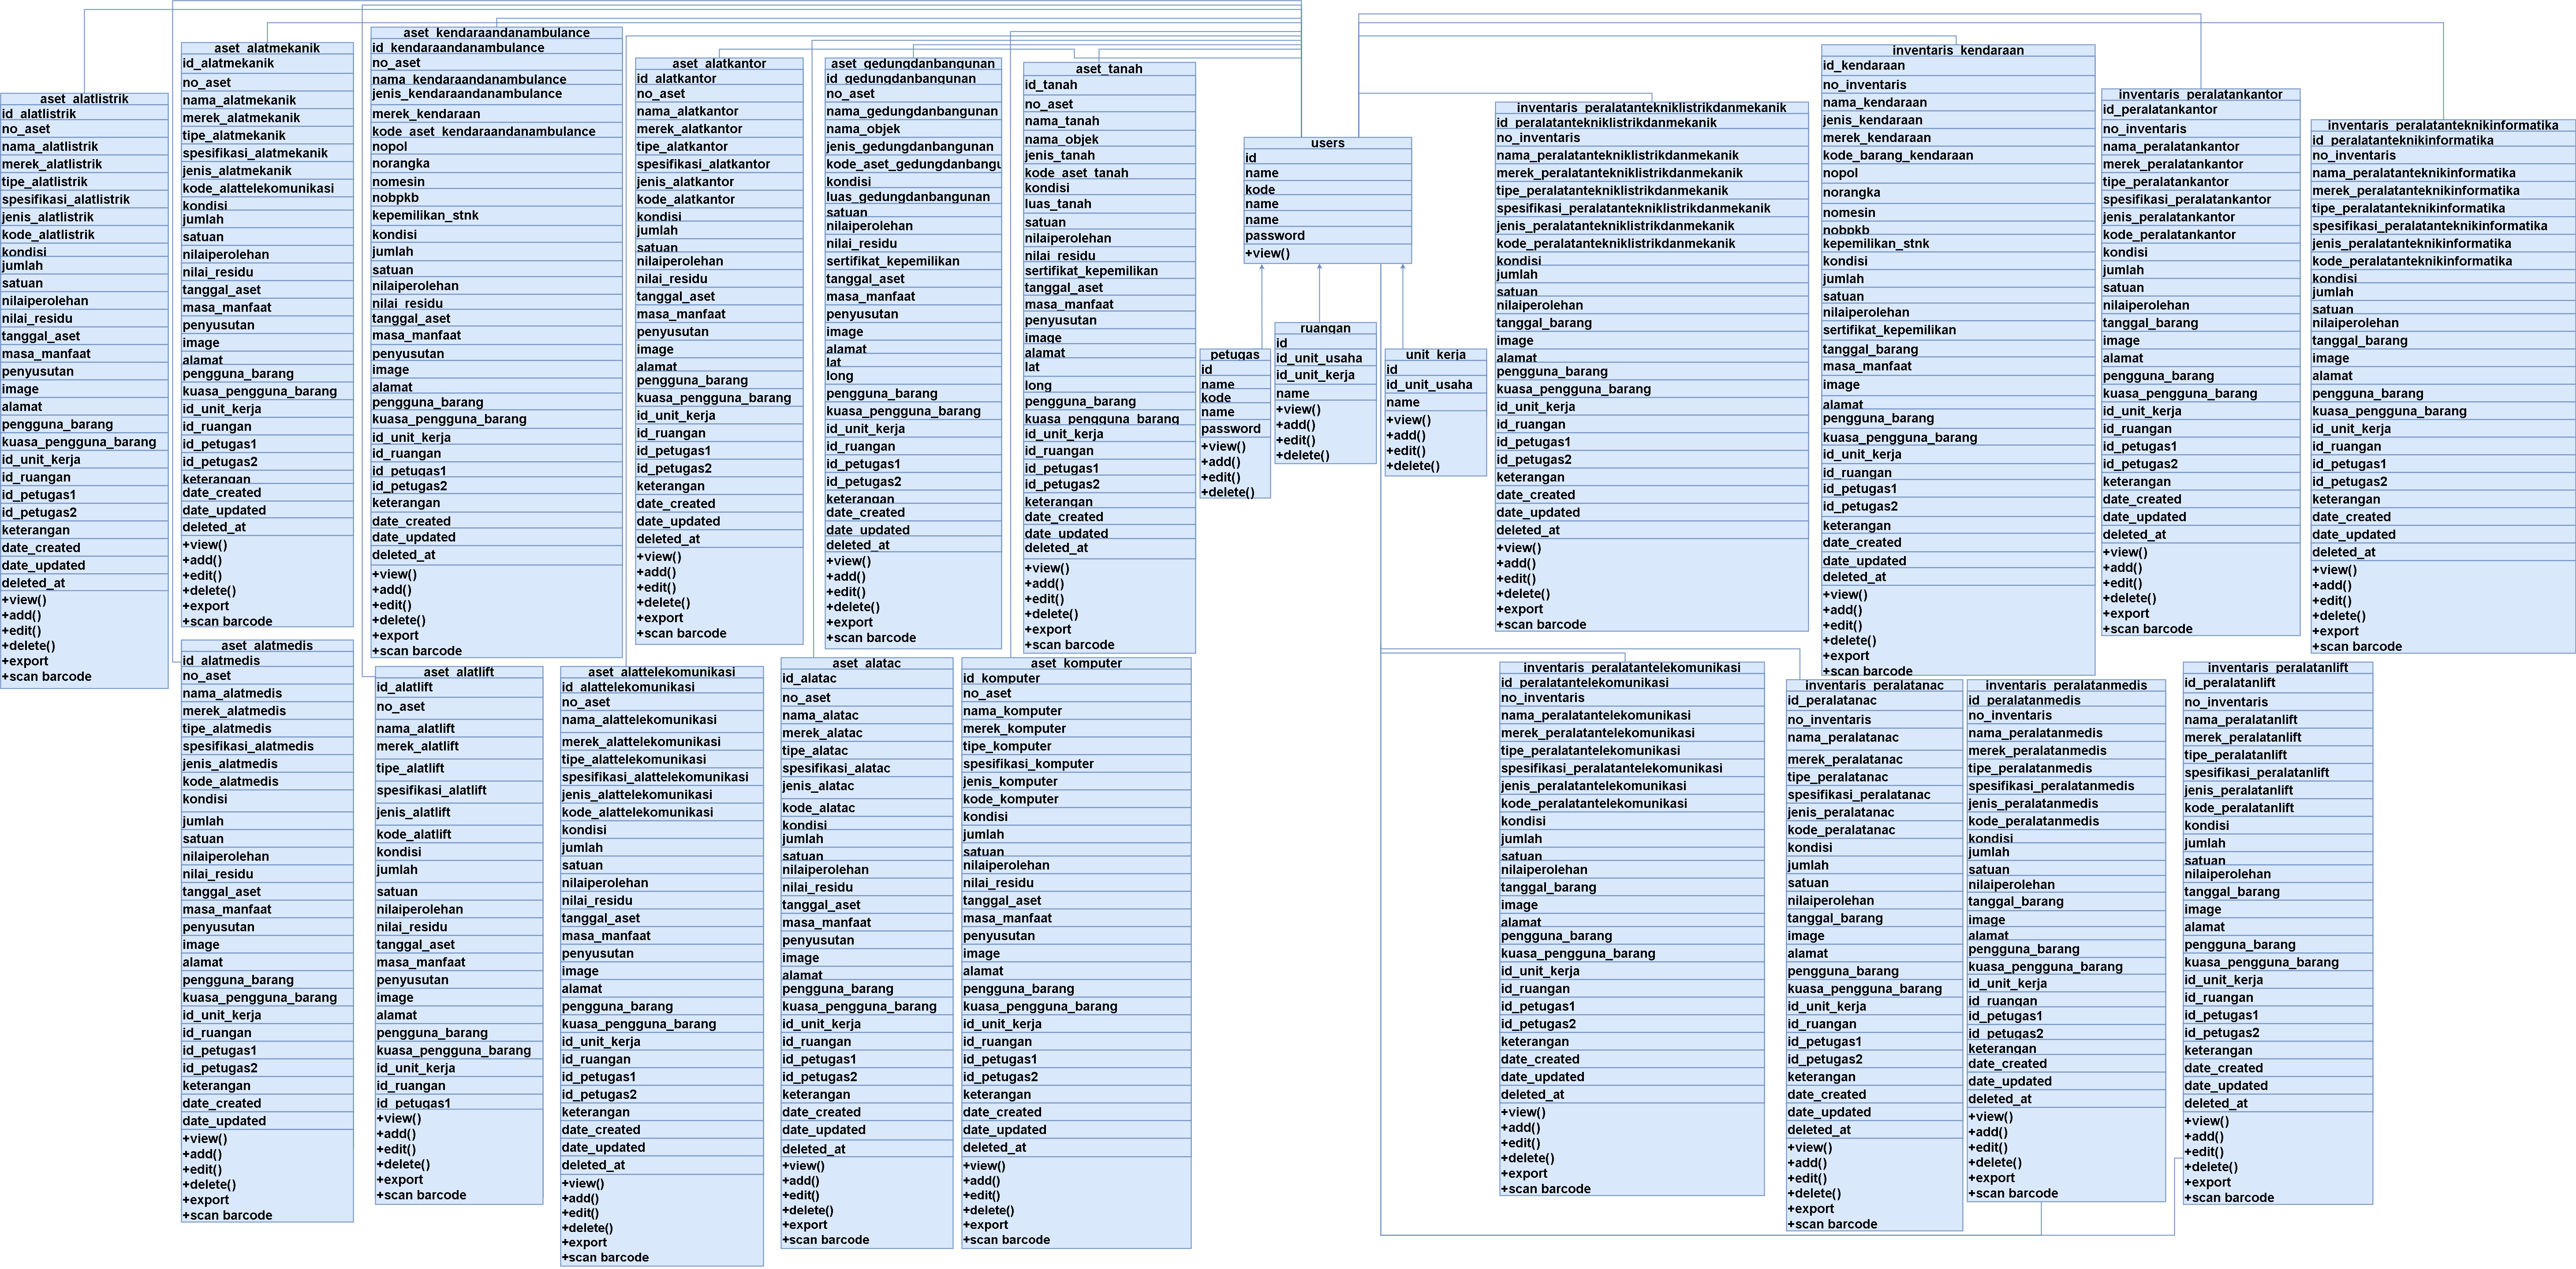 aset_alatlistrik
id_alatlistrik
no_aset
nama_alatlistrik
merek_alatlistrik
tipe_alatlistrik
spesifikasi_alatlistrik
jenis_alatlistrik
kode_alatlistrik
kondisi
jumlah
satuan
nilaiperolehan
nilai_residu
tanggal_aset
masa_manfaat
penyusutan
image
alamat
pengguna_barang
kuasa_pengguna_barang
id_unit_kerja
id_ruangan
id_petugas1
id_petugas2
keterangan
date_created
date_updated
deleted_at
+view()
+add()
+edit()
+delete()
+export
+scan barcode
aset_alatmekanik
id_alatmekanik
no_aset
nama_alatmekanik
merek_alatmekanik
tipe_alatmekanik
spesifikasi_alatmekanik
jenis_alatmekanik
kode_alattelekomunikasi
kondisi
jumlah
satuan
nilaiperolehan
nilai_residu
tanggal_aset
masa_manfaat
penyusutan
image
alamat
pengguna_barang
kuasa_pengguna_barang
id_unit_kerja
id_ruangan
id_petugas1
id_petugas2
keterangan
date_created
date_updated
deleted_at
+view()
+add()
+edit()
+delete()
+export
+scan barcode
aset_kendaraandanambulance
id_kendaraandanambulance
no_aset
nama_kendaraandanambulance
jenis_kendaraandanambulance
merek_kendaraan
kode_aset_kendaraandanambulance
nopol
norangka
nomesin
nobpkb
kepemilikan_stnk
kondisi
jumlah
satuan
nilaiperolehan
nilai_residu
tanggal_aset
masa_manfaat
penyusutan
image
alamat
pengguna_barang
kuasa_pengguna_barang
id_unit_kerja
id_ruangan
id_petugas1
id_petugas2
keterangan
date_created
date_updated
deleted_at
+view()
+add()
+edit()
+delete()
+export
+scan barcode
aset_alatkantor
id_alatkantor
no_aset
nama_alatkantor
merek_alatkantor
tipe_alatkantor
spesifikasi_alatkantor
jenis_alatkantor
kode_alatkantor
kondisi
jumlah
satuan
nilaiperolehan
nilai_residu
tanggal_aset
masa_manfaat
penyusutan
image
alamat
pengguna_barang
kuasa_pengguna_barang
id_unit_kerja
id_ruangan
id_petugas1
id_petugas2
keterangan
date_created
date_updated
deleted_at
+view()
+add()
+edit()
+delete()
+export
+scan barcode
aset_gedungdanbangunan
id_gedungdanbangunan
no_aset
nama_gedungdanbangunan
nama_objek
jenis_gedungdanbangunan
kode_aset_gedungdanbangu
kondisi
luas_gedungdanbangunan
satuan
nilaiperolehan
nilai_residu
sertifikat_kepemilikan
tanggal_aset
masa_manfaat
penyusutan
image
alamat
lat
long
pengguna_barang
kuasa_pengguna_barang
id_unit_kerja
id_ruangan
id_petugas1
id_petugas2
keterangan
date_created
date_updated
deleted_at
+view()
+add()
+edit()
+delete()
+export
+scan barcode
aset_tanah
id_tanah
no_aset
nama_tanah
nama_objek
jenis_tanah
kode_aset_tanah
kondisi
luas_tanah
satuan
nilaiperolehan
nilai_residu
sertifikat_kepemilikan
tanggal_aset
masa_manfaat
penyusutan
image
alamat
lat
long
pengguna_barang
kuasa_pengguna_barang
id_unit_kerja
id_ruangan
id_petugas1
id_petugas2
keterangan
date_created
date_updated
deleted_at
+view()
+add()
+edit()
+delete()
+export
+scan barcode
users
id
name
kode
name
name
password
+view()
petugas
id
name
kode
name
password
+view()
+add()
+edit()
+delete()
ruangan
id
id_unit_usaha
id_unit_kerja
name
+view()
+add()
+edit()
+delete()
unit_kerja
id
id_unit_usaha
name
+view()
+add()
+edit()
+delete()
inventaris_peralatantekniklistrikdanmekanik
id_peralatantekniklistrikdanmekanik
no_inventaris
nama_peralatantekniklistrikdanmekanik
merek_peralatantekniklistrikdanmekanik
tipe_peralatantekniklistrikdanmekanik
spesifikasi_peralatantekniklistrikdanmekanik
jenis_peralatantekniklistrikdanmekanik
kode_peralatantekniklistrikdanmekanik
kondisi
jumlah
satuan
nilaiperolehan
tanggal_barang
image
alamat
pengguna_barang
kuasa_pengguna_barang
id_unit_kerja
id_ruangan
id_petugas1
id_petugas2
keterangan
date_created
date_updated
deleted_at
+view()
+add()
+edit()
+delete()
+export
+scan barcode
inventaris_kendaraan
id_kendaraan
no_inventaris
nama_kendaraan
jenis_kendaraan
merek_kendaraan
kode_barang_kendaraan
nopol
norangka
nomesin
nobpkb
kepemilikan_stnk
kondisi
jumlah
satuan
nilaiperolehan
sertifikat_kepemilikan
tanggal_barang
masa_manfaat
image
alamat
pengguna_barang
kuasa_pengguna_barang
id_unit_kerja
id_ruangan
id_petugas1
id_petugas2
keterangan
date_created
date_updated
deleted_at
+view()
+add()
+edit()
+delete()
+export
+scan barcode
inventaris_peralatankantor
id_peralatankantor
no_inventaris
nama_peralatankantor
merek_peralatankantor
tipe_peralatankantor
spesifikasi_peralatankantor
jenis_peralatankantor
kode_peralatankantor
kondisi
jumlah
satuan
nilaiperolehan
tanggal_barang
image
alamat
pengguna_barang
kuasa_pengguna_barang
id_unit_kerja
id_ruangan
id_petugas1
id_petugas2
keterangan
date_created
date_updated
deleted_at
+view()
+add()
+edit()
+delete()
+export
+scan barcode
inventaris_peralatanteknikinformatika
id_peralatanteknikinformatika
no_inventaris
nama_peralatanteknikinformatika
merek_peralatanteknikinformatika
tipe_peralatanteknikinformatika
spesifikasi_peralatanteknikinformatika
jenis_peralatanteknikinformatika
kode_peralatanteknikinformatika
kondisi
jumlah
satuan
nilaiperolehan
tanggal_barang
image
alamat
pengguna_barang
kuasa_pengguna_barang
id_unit_kerja
id_ruangan
id_petugas1
id_petugas2
keterangan
date_created
date_updated
deleted_at
+view()
+add()
+edit()
+delete()
+export
+scan barcode
aset_alatmedis
id_alatmedis
no_aset
nama_alatmedis
merek_alatmedis
tipe_alatmedis
spesifikasi_alatmedis
jenis_alatmedis
kode_alatmedis
kondisi
jumlah
satuan
nilaiperolehan
nilai_residu
tanggal_aset
masa_manfaat
penyusutan
image
alamat
pengguna_barang
kuasa_pengguna_barang
id_unit_kerja
id_ruangan
id_petugas1
id_petugas2
keterangan
date_created
date_updated
+view()
+add()
+edit()
+delete()
+export
+scan barcode
aset_alatlift
id_alatlift
no_aset
nama_alatlift
merek_alatlift
tipe_alatlift
spesifikasi_alatlift
jenis_alatlift
kode_alatlift
kondisi
jumlah
satuan
nilaiperolehan
nilai_residu
tanggal_aset
masa_manfaat
penyusutan
image
alamat
pengguna_barang
kuasa_pengguna_barang
id_unit_kerja
id_ruangan
id_petugas1
+view()
+add()
+edit()
+delete()
+export
+scan barcode
aset_alattelekomunikasi
id_alattelekomunikasi
no_aset
nama_alattelekomunikasi
merek_alattelekomunikasi
tipe_alattelekomunikasi
spesifikasi_alattelekomunikasi
jenis_alattelekomunikasi
kode_alattelekomunikasi
kondisi
jumlah
satuan
nilaiperolehan
nilai_residu
tanggal_aset
masa_manfaat
penyusutan
image
alamat
pengguna_barang
kuasa_pengguna_barang
id_unit_kerja
id_ruangan
id_petugas1
id_petugas2
keterangan
date_created
date_updated
deleted_at
+view()
+add()
+edit()
+delete()
+export
+scan barcode
aset_alatac
id_alatac
no_aset
nama_alatac
merek_alatac
tipe_alatac
spesifikasi_alatac
jenis_alatac
kode_alatac
kondisi
jumlah
satuan
nilaiperolehan
nilai_residu
tanggal_aset
masa_manfaat
penyusutan
image
alamat
pengguna_barang
kuasa_pengguna_barang
id_unit_kerja
id_ruangan
id_petugas1
id_petugas2
keterangan
date_created
date_updated
deleted_at
+view()
+add()
+edit()
+delete()
+export
+scan barcode
aset_komputer
id_komputer
no_aset
nama_komputer
merek_komputer
tipe_komputer
spesifikasi_komputer
jenis_komputer
kode_komputer
kondisi
jumlah
satuan
nilaiperolehan
nilai_residu
tanggal_aset
masa_manfaat
penyusutan
image
alamat
pengguna_barang
kuasa_pengguna_barang
id_unit_kerja
id_ruangan
id_petugas1
id_petugas2
keterangan
date_created
date_updated
deleted_at
+view()
+add()
+edit()
+delete()
+export
+scan barcode
inventaris_peralatantelekomunikasi
id_peralatantelekomunikasi
no_inventaris
nama_peralatantelekomunikasi
merek_peralatantelekomunikasi
tipe_peralatantelekomunikasi
spesifikasi_peralatantelekomunikasi
jenis_peralatantelekomunikasi
kode_peralatantelekomunikasi
kondisi
jumlah
satuan
nilaiperolehan
tanggal_barang
image
alamat
pengguna_barang
kuasa_pengguna_barang
id_unit_kerja
id_ruangan
id_petugas1
id_petugas2
keterangan
date_created
date_updated
deleted_at
+view()
+add()
+edit()
+delete()
+export
+scan barcode
inventaris_peralatanac
id_peralatanac
no_inventaris
nama_peralatanac
merek_peralatanac
tipe_peralatanac
spesifikasi_peralatanac
jenis_peralatanac
kode_peralatanac
kondisi
jumlah
satuan
nilaiperolehan
tanggal_barang
image
alamat
pengguna_barang
kuasa_pengguna_barang
id_unit_kerja
id_ruangan
id_petugas1
id_petugas2
keterangan
date_created
date_updated
deleted_at
+view()
+add()
+edit()
+delete()
+export
+scan barcode
inventaris_peralatanmedis
id_peralatanmedis
no_inventaris
nama_peralatanmedis
merek_peralatanmedis
tipe_peralatanmedis
spesifikasi_peralatanmedis
jenis_peralatanmedis
kode_peralatanmedis
kondisi
jumlah
satuan
nilaiperolehan
tanggal_barang
image
alamat
pengguna_barang
kuasa_pengguna_barang
id_unit_kerja
id_ruangan
id_petugas1
id_petugas2
keterangan
date_created
date_updated
deleted_at
+view()
+add()
+edit()
+delete()
+export
+scan barcode
inventaris_peralatanlift
id_peralatanlift
no_inventaris
nama_peralatanlift
merek_peralatanlift
tipe_peralatanlift
spesifikasi_peralatanlift
jenis_peralatanlift
kode_peralatanlift
kondisi
jumlah
satuan
nilaiperolehan
tanggal_barang
image
alamat
pengguna_barang
kuasa_pengguna_barang
id_unit_kerja
id_ruangan
id_petugas1
id_petugas2
keterangan
date_created
date_updated
deleted_at
+view()
+add()
+edit()
+delete()
+export
+scan barcode